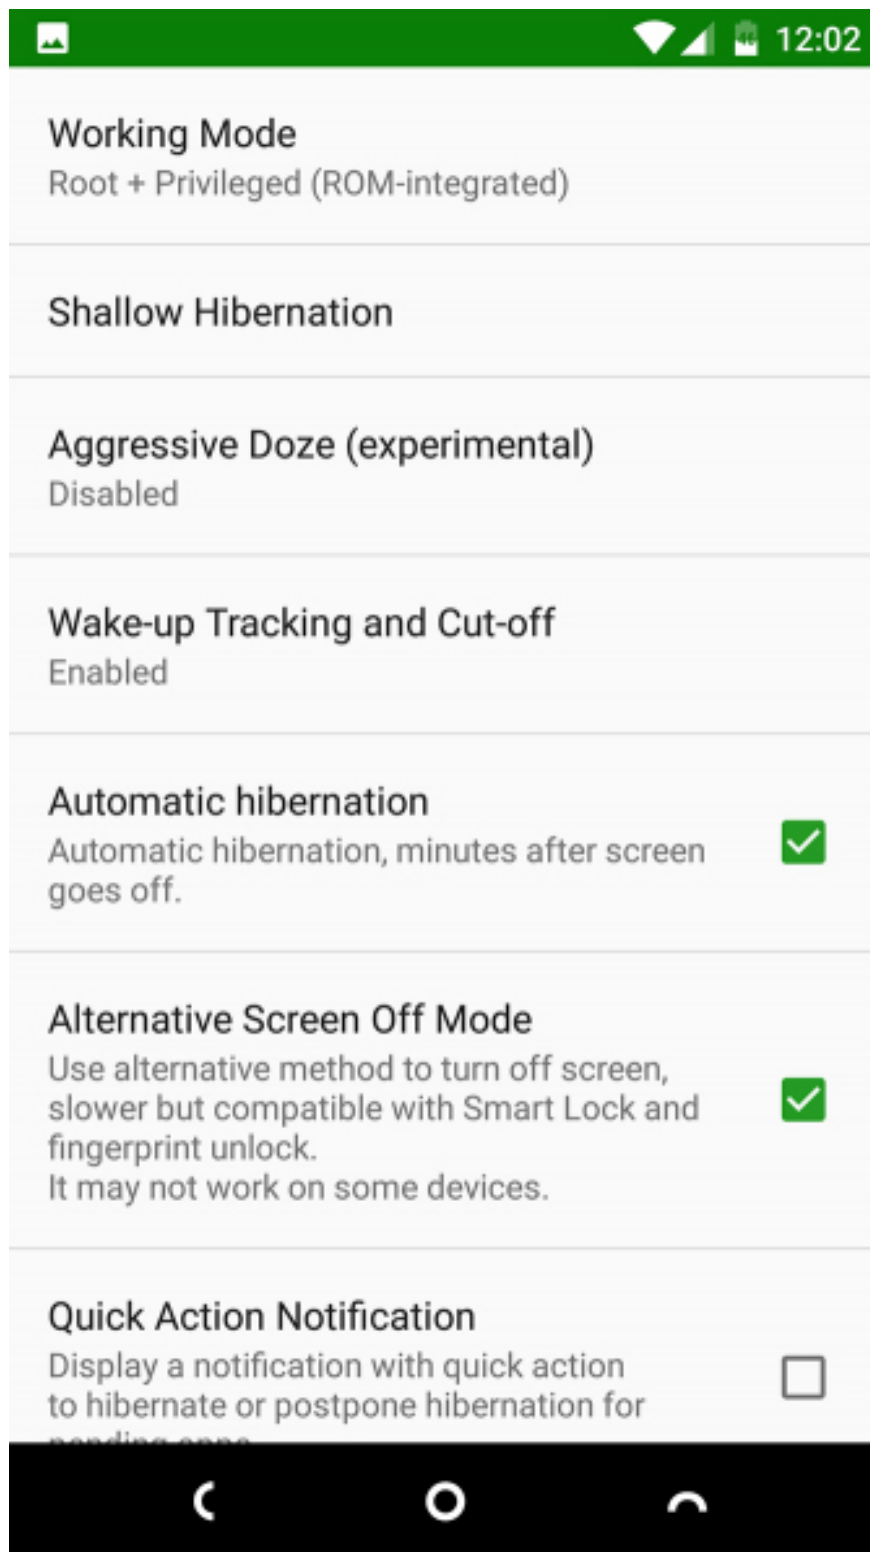 12:02
Working Mode
Root + Privileged (ROM-integrated)
Shallow Hibernation
Aggressive Doze (experimental)
Disabled
Wake-up Tracking and Cut-off
Enabled
Automatic hibernation
Automatic hibernation, minutes after screen
goes off.
Alternative Screen Off Mode
Use alternative method to turn off screen,
slower but compatible with Smart Lock and
fingerprint unlock.
It may not work on some devices.
Quick Action Notification
Display a notification with quick action
to hibernate or postpone hibernation for